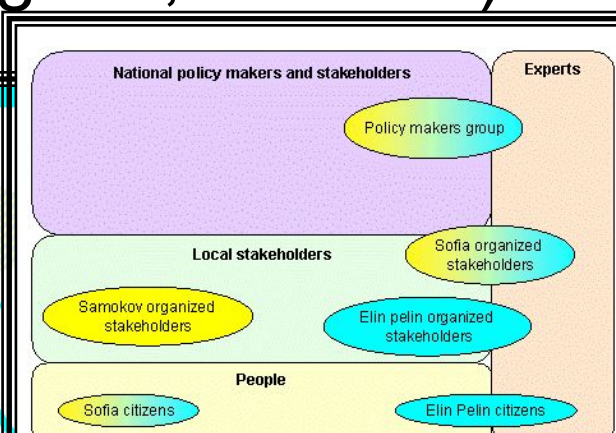 National policy makers and stakeholders
Experts
Policy makers group
Local stakeholders
Sofia organized
stakeholders
Samokov organized
stakeholders
Elin pelin organized
stakeholders
People
Sofia citizens
Elin Pelin citizens